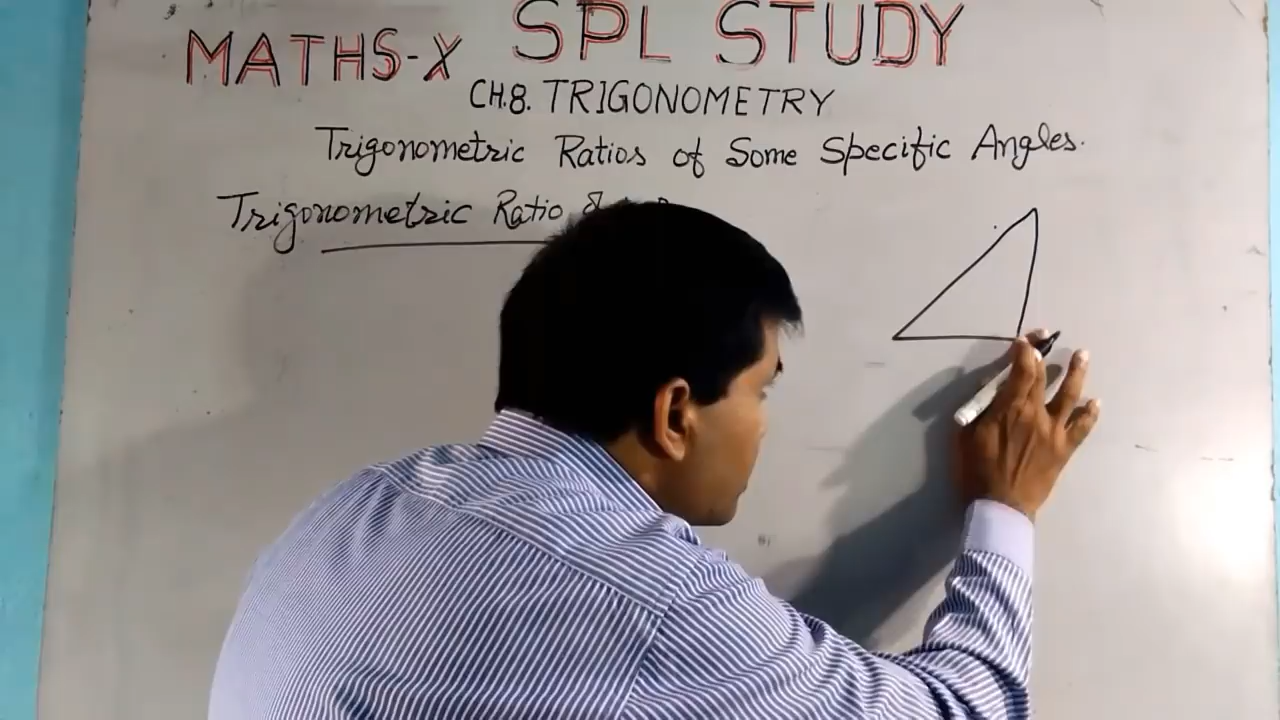 MATHS-X SPL STUDY
CH.8. TRIGONOMETRY
Trigonometric Ratios of Some Specific Angles.
Trigonometric Ratio